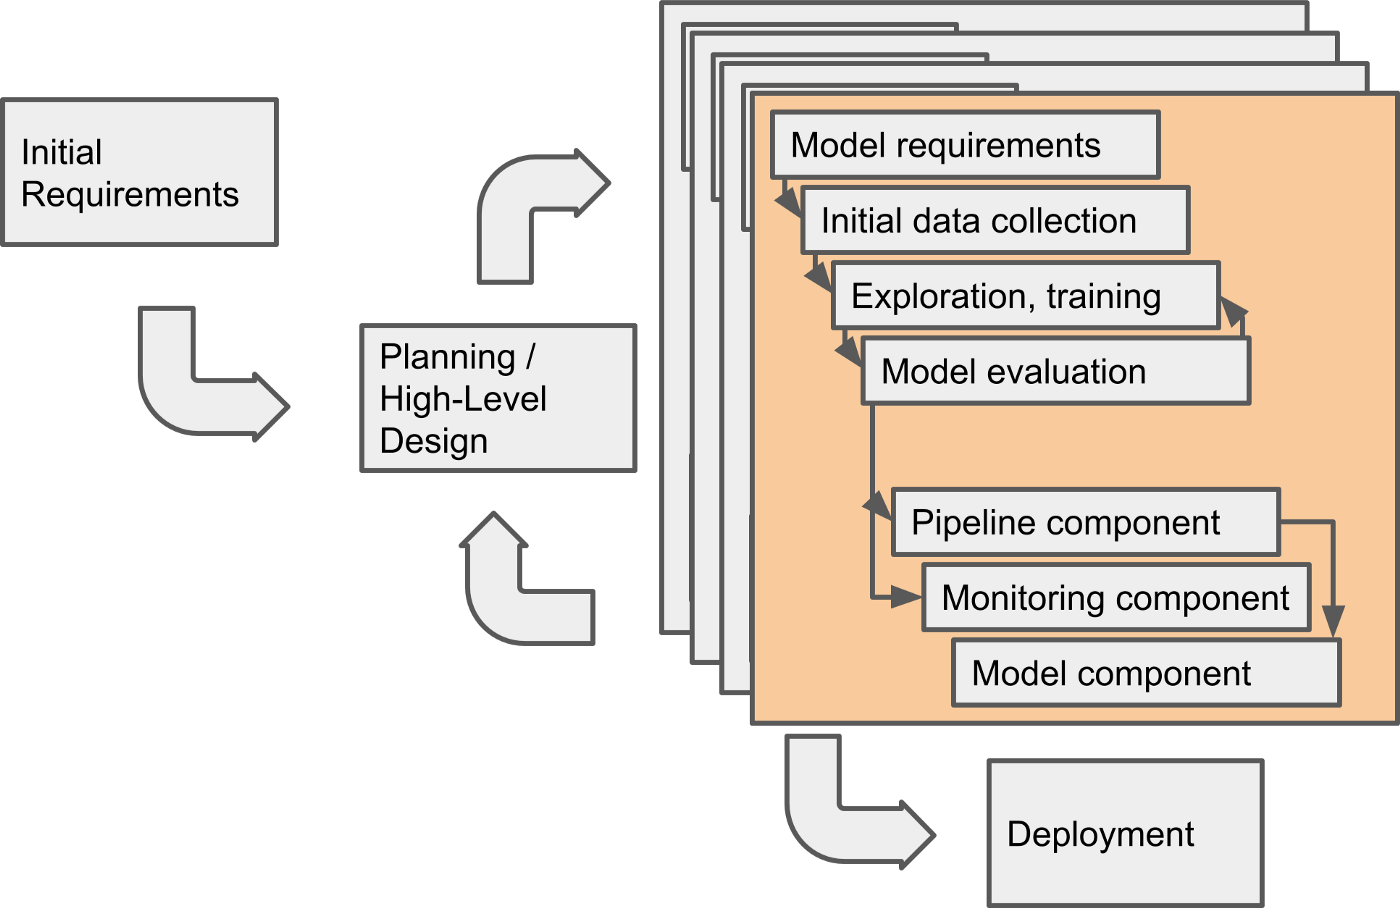 Initial
Requirements
Planning /
High-Level
Design
Model requirements
Initial data collection
Exploration, training
Model evaluation
Pipeline component
Monitoring component
Model component
Deployment